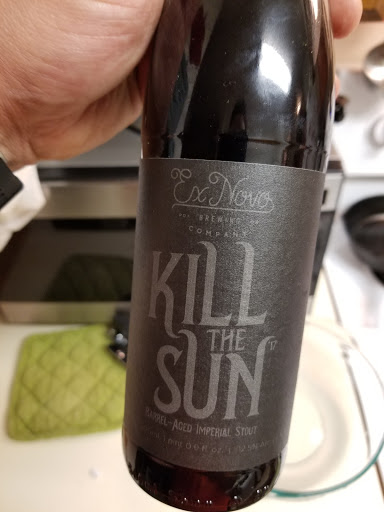 Ex Novo
BREWING
COMPANY
KILL
THE
SUN
BARREL-AGED IMPERIAL STOUT